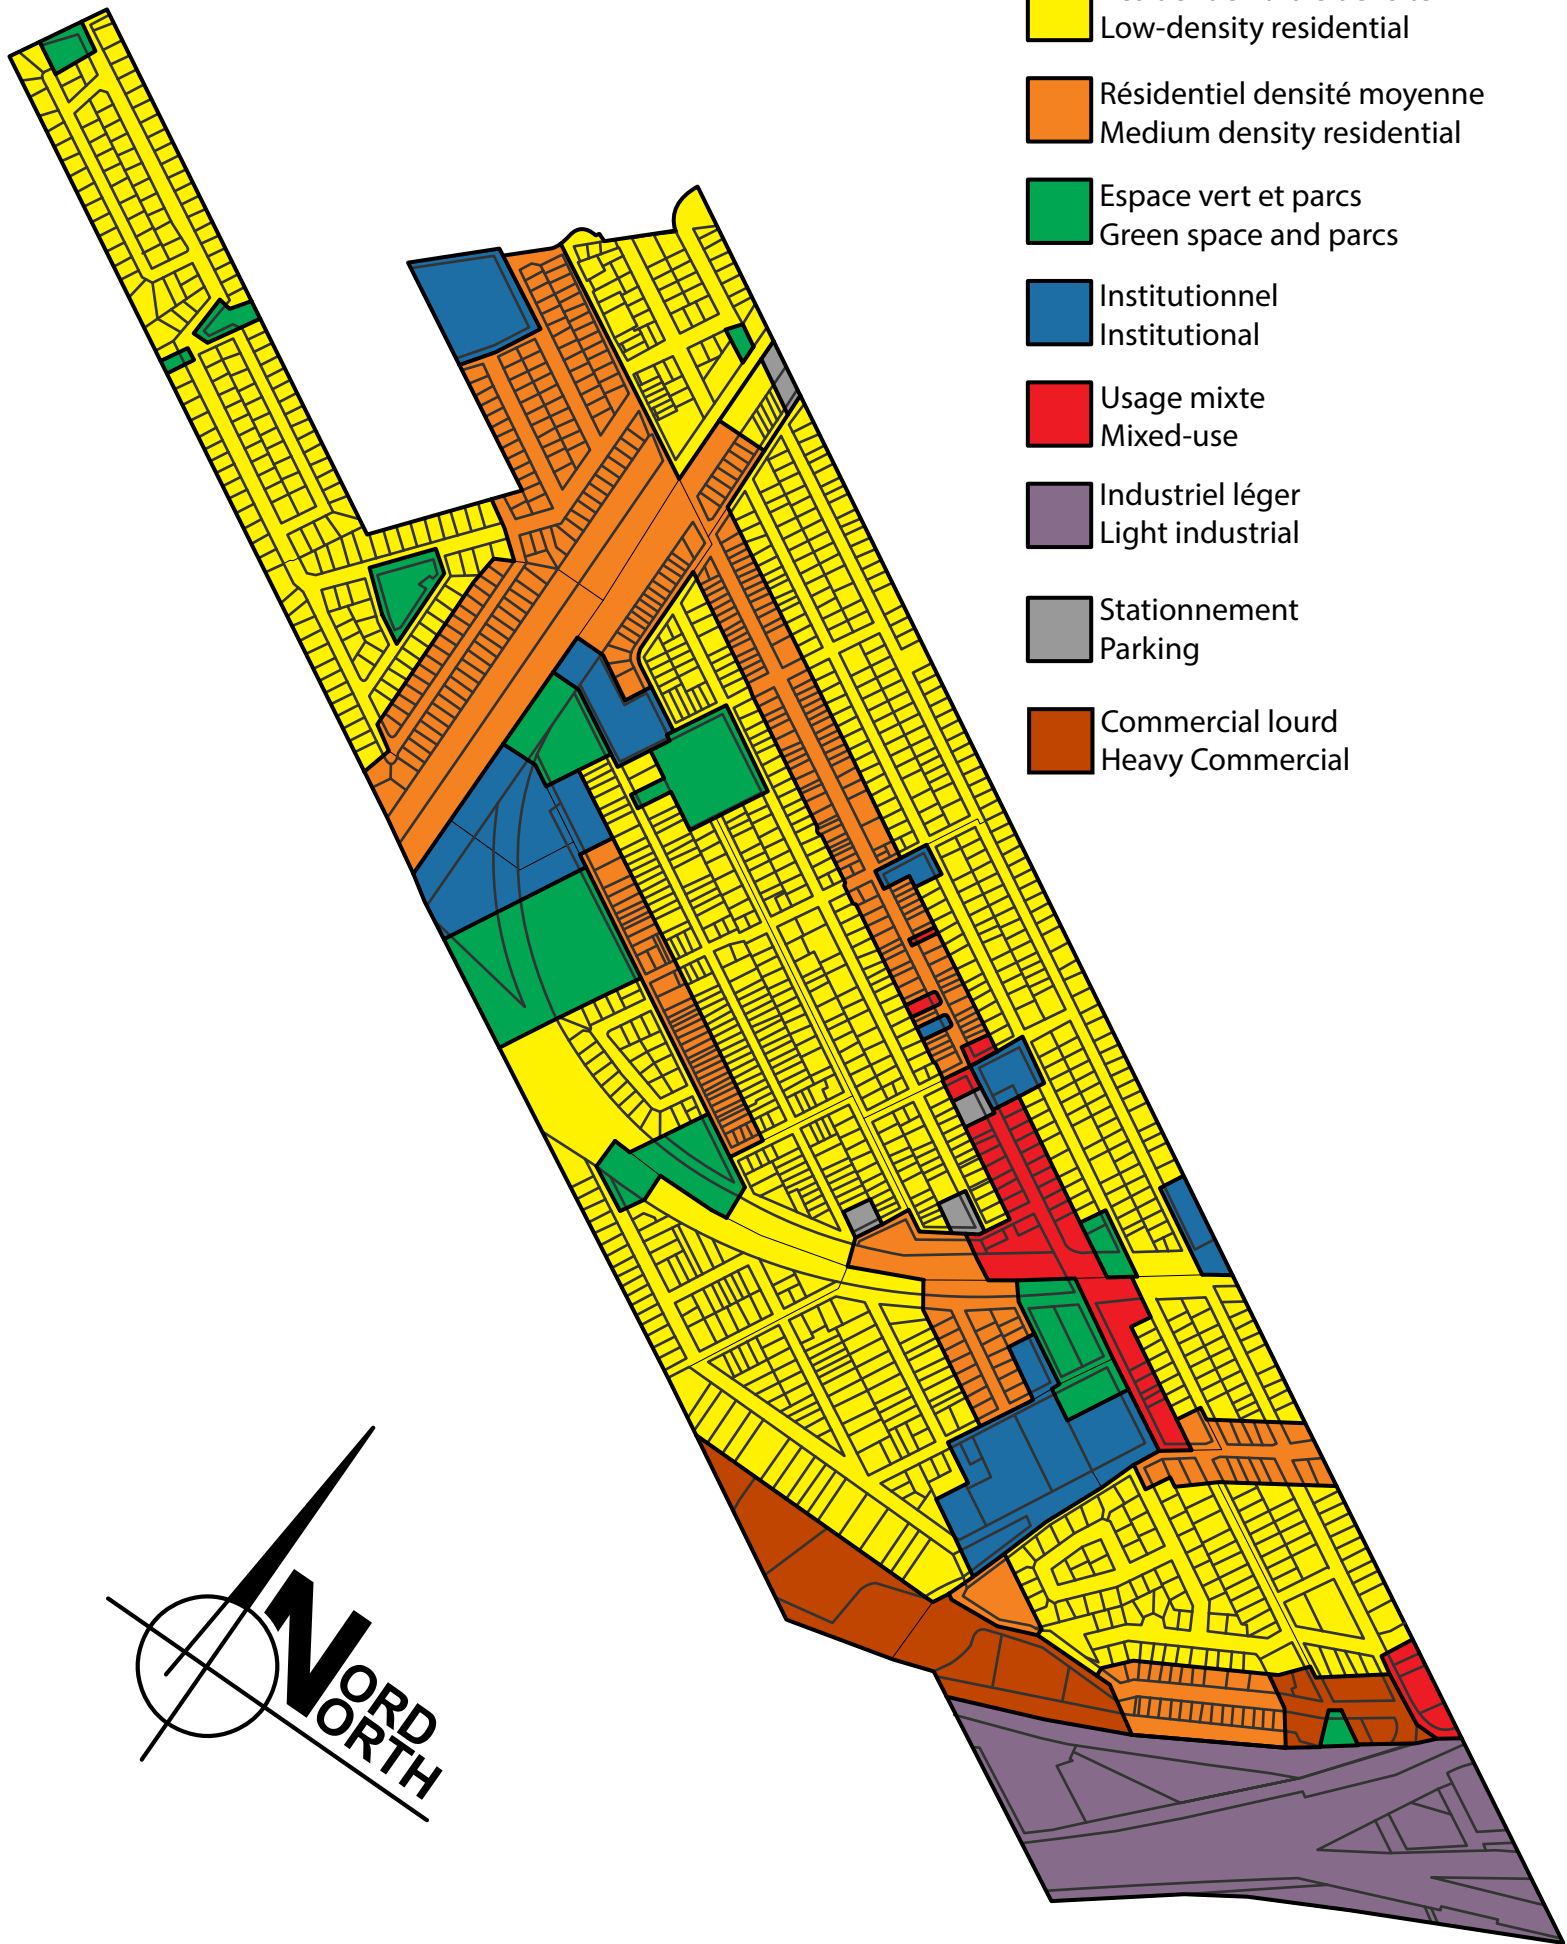 Low-density residential
Résidentiel densité moyenne
Medium density residential
Espace vert et parcs
Green space and parcs
Institutionnel
Institutional
Usage mixte
Mixed-use
Industriel léger
Light industrial
Stationnement
Parking
Commercial lourd
Heavy Commercial
NORD
NORTH